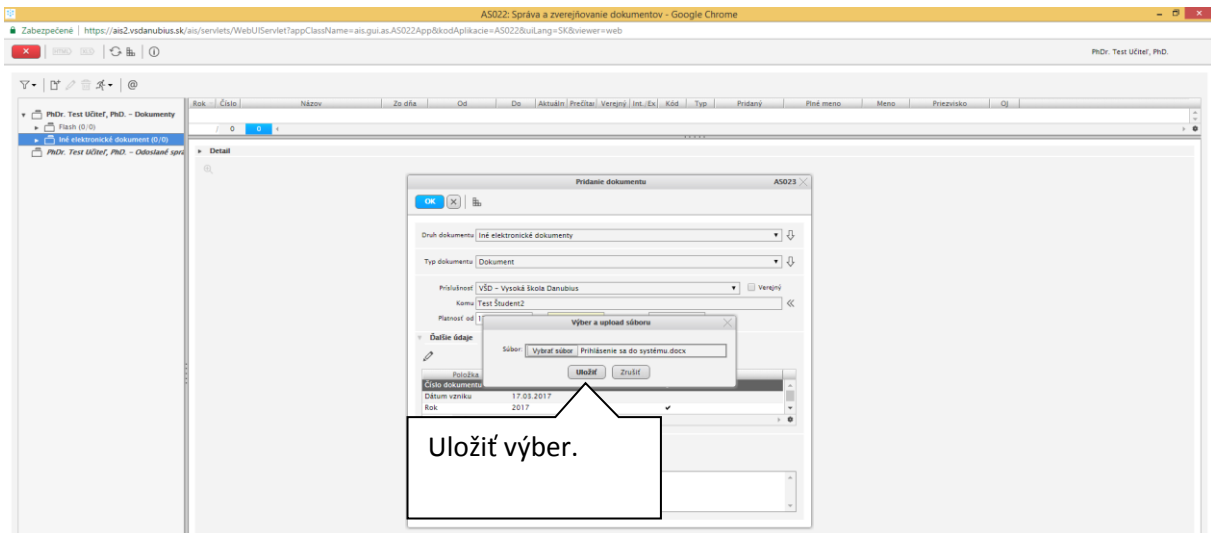 AS022: Správa a zverejňovanie dokumentov - Google Chrome
Zabezpečené | https://ais2.vsdanubius.sk/ais/servlets/WebUIServlet?appClassName=ais.gui.as.AS022App&kodAplikacie=AS022&uiLang=SK&viewer=web
PhDr. Test Učiteľ, PhD.
Rok Číslo Názov Zo dňa Od Do Aktuáln Prečítar Verejný Int./Ex Kód Typ Pridaný Plné meno Meno Priezvisko OJ
PhDr. Test Učiteľ, PhD. – Dokumenty
Flash (0/0)
/ 0 0
Iné elektronické dokument (0/0)
PhDr. Test Učiteľ, PhD. – Odoslané sprá
Detail
Pridanie dokumentu AS023
OK
Druh dokumentu Iné elektronické dokumenty
Typ dokumentu Dokument
Príslušnosť VŠD – Vysoká škola Danubius Verejný
Komu Test Študent2
Platnosť od 1
Výber a upload súboru
Ďalšie údaje
Súbor: Vybrať súbor Prihlásenie sa do systému.docx
Uložiť Zrušiť
Položka
Číslo dokumentu
Dátum vzniku 17.03.2017
Rok 2017
Uložiť výber.